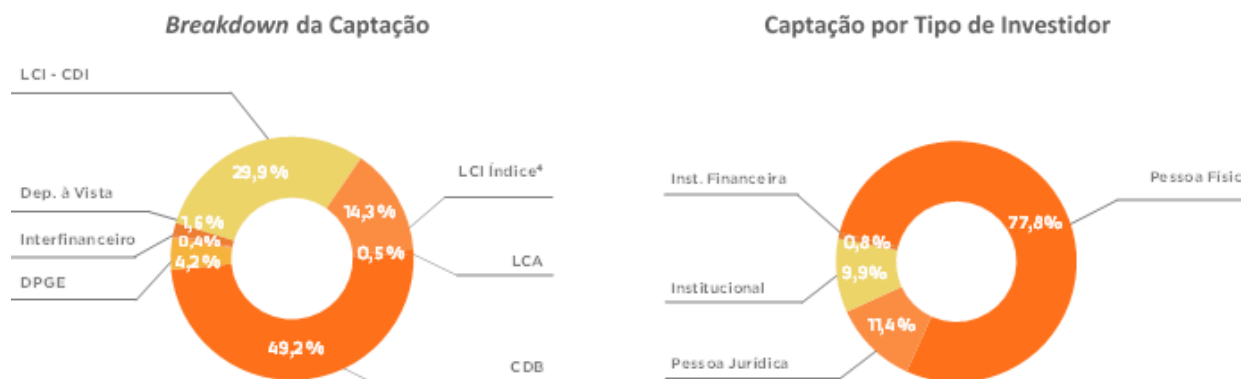 Breakdown da Captação
LCI - CDI
29,9%
LCI Índice⁴
14,3%
Dep. à Vista
Interfinanceiro
0,4%
0,5%
LCA
4,2%
DPGE
49,2%
CDB
Captação por Tipo de Investidor
Inst. Financeira
Pessoa Físic
77,8%
0,8%
9,9%
Institucional
11,4%
Pessoa Jurídica